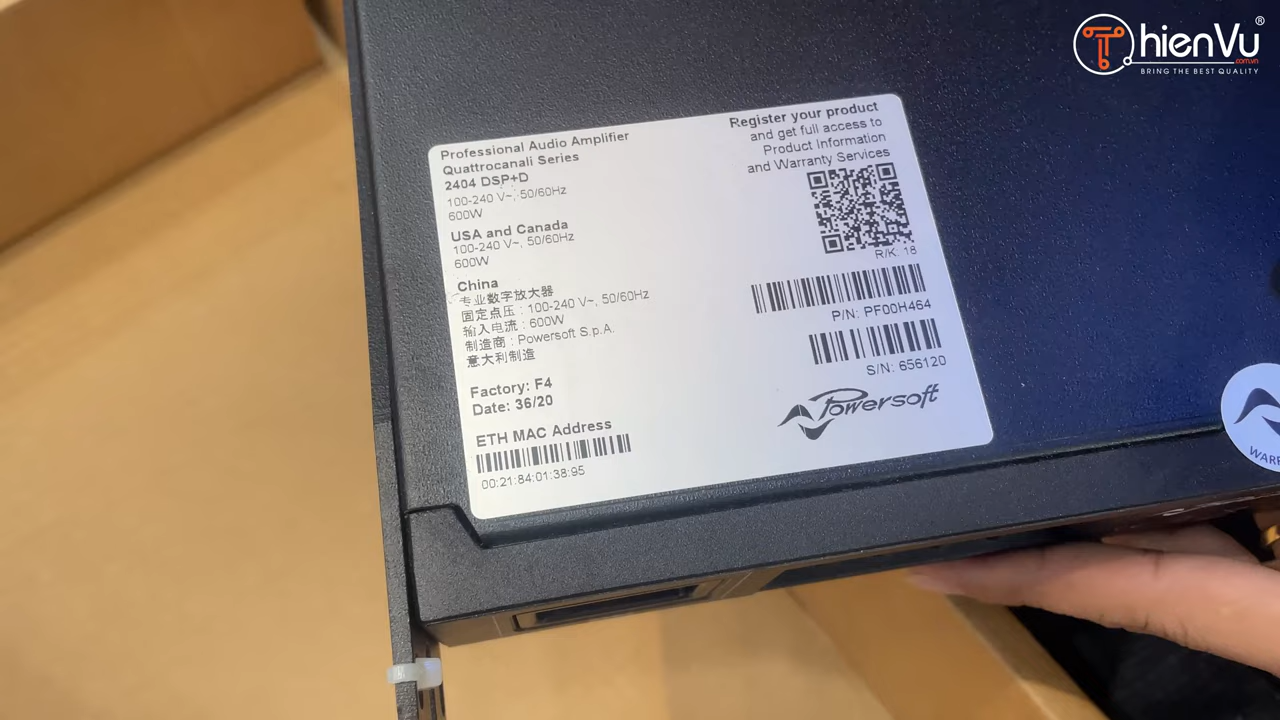 ThienVu®
.com.vn
BRING THE BEST QUALITY
Professional Audio Amplifier
Quattrocanali Series
2404 DSP+D
100-240 V~, 50/60Hz
600W
USA and Canada
100-240 V~, 50/60Hz
600W
China
专业数字放大器
固定点压 : 100-240 V~, 50/60Hz
输入电流 : 600W
制造商 : Powersoft S.p.A.
意大利制造
Factory: F4
Date: 36/20
ETH MAC Address
00:21:84:01:38:95
Register your product
and get full access to
Product Information
and Warranty Services
R/K: 18
P/N: PF00H464
S/N: 656120
Powersoft